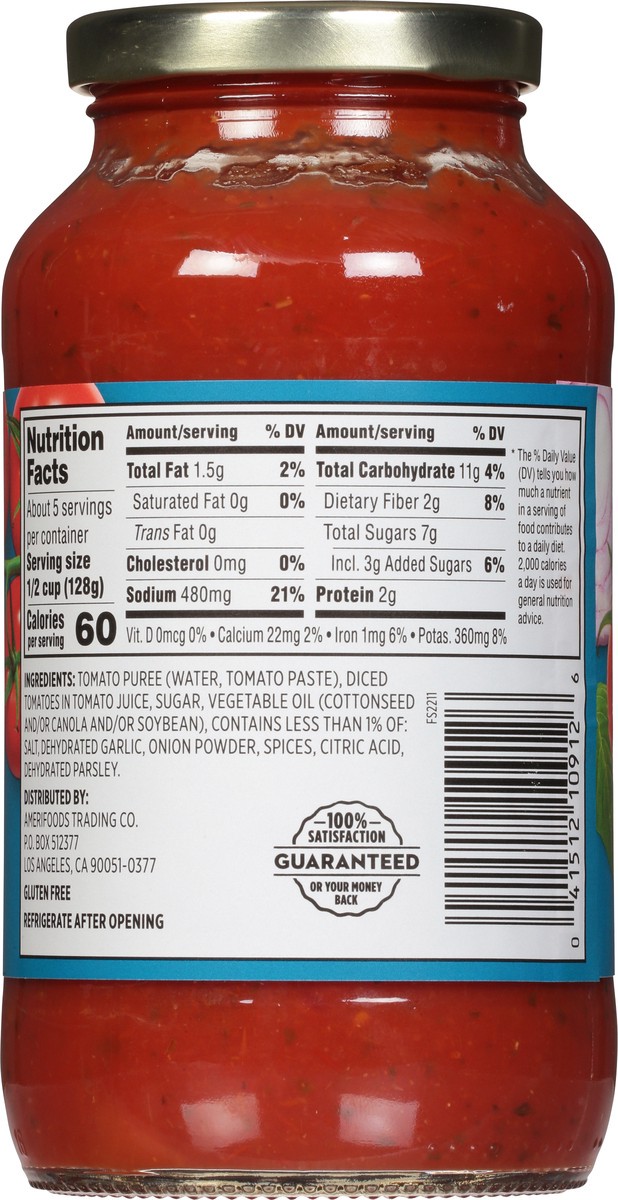 Nutrition
Facts
About 5 servings
per container
Serving size
1/2 cup (128g)
Calories
per serving 60
Amount/serving % DV
Total Fat 1.5g 2%
Saturated Fat 0g 0%
Trans Fat 0g
Cholesterol 0mg 0%
Sodium 480mg 21%
Amount/serving % DV
Total Carbohydrate 11g 4%
Dietary Fiber 2g 8%
Total Sugars 7g
Incl. 3g Added Sugars 6%
Protein 2g
Vit. D 0mcg 0% • Calcium 22mg 2% • Iron 1mg 6% • Potas. 360mg 8%
* The % Daily Value
(DV) tells you how
much a nutrient
in a serving of
food contributes
to a daily diet.
2,000 calories
a day is used for
general nutrition
advice.
INGREDIENTS: TOMATO PUREE (WATER, TOMATO PASTE), DICED
TOMATOES IN TOMATO JUICE, SUGAR, VEGETABLE OIL (COTTONSEED
AND/OR CANOLA AND/OR SOYBEAN), CONTAINS LESS THAN 1% OF:
SALT, DEHYDRATED GARLIC, ONION POWDER, SPICES, CITRIC ACID,
DEHYDRATED PARSLEY.
DISTRIBUTED BY:
AMERIFOODS TRADING CO.
P.O. BOX 512377
LOS ANGELES, CA 90051-0377
GLUTEN FREE
REFRIGERATE AFTER OPENING
100%
SATISFACTION
GUARANTEED
OR YOUR MONEY
BACK
FS2211
0 41512 10912 6